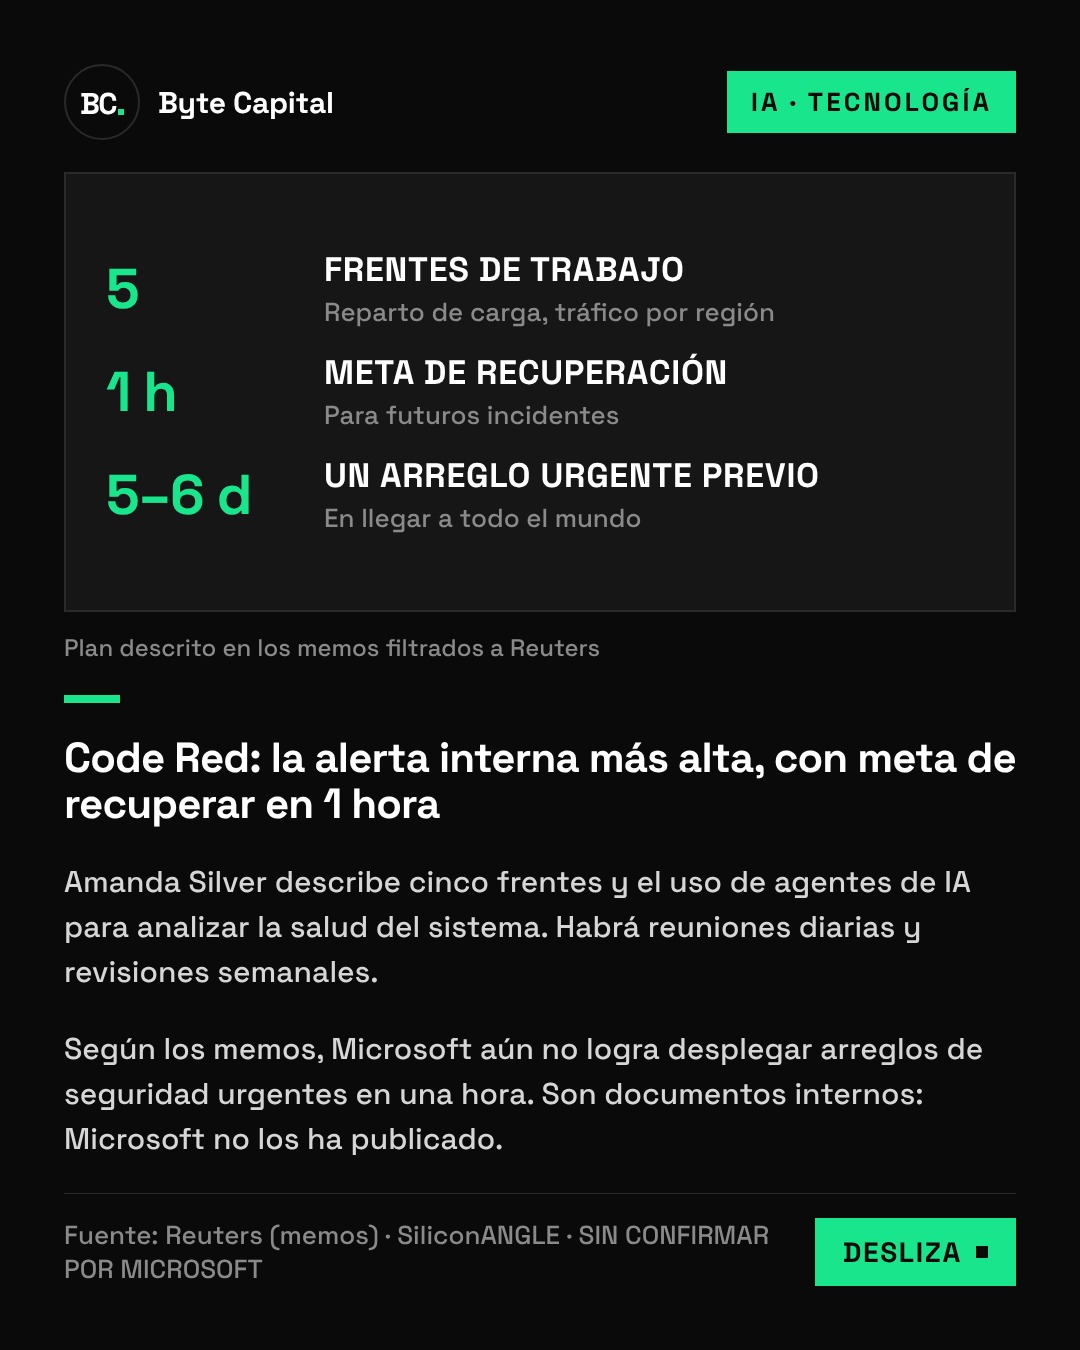 BC.
Byte Capital
IA · TECNOLOGÍA
5
FRENTES DE TRABAJO
Reparto de carga, tráfico por región
1 h
META DE RECUPERACIÓN
Para futuros incidentes
5–6 d
UN ARREGLO URGENTE PREVIO
En llegar a todo el mundo
Plan descrito en los memos filtrados a Reuters
Code Red: la alerta interna más alta, con meta de
recuperar en 1 hora
Amanda Silver describe cinco frentes y el uso de agentes de IA
para analizar la salud del sistema. Habrá reuniones diarias y
revisiones semanales.
Según los memos, Microsoft aún no logra desplegar arreglos de
seguridad urgentes en una hora. Son documentos internos:
Microsoft no los ha publicado.
Fuente: Reuters (memos) · SiliconANGLE · SIN CONFIRMAR
POR MICROSOFT
DESLIZA